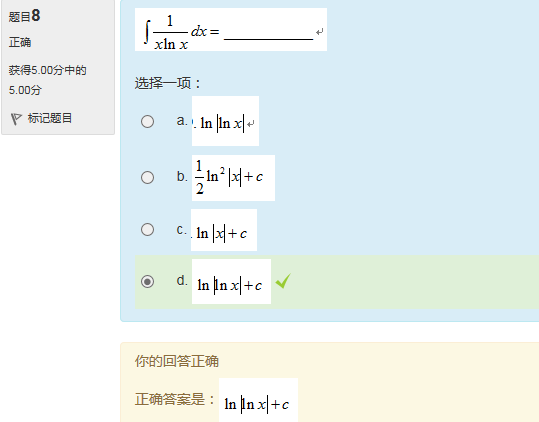 题目8
正确
获得5.00分中的
5.00分
标记题目
∫ 1/(xln x) dx = ________
选择一项：
a. ln |ln x|
b. 1/2 ln² |x| + c
c. ln |x| + c
d. ln |ln x| + c
你的回答正确
正确答案是： ln |ln x| + c